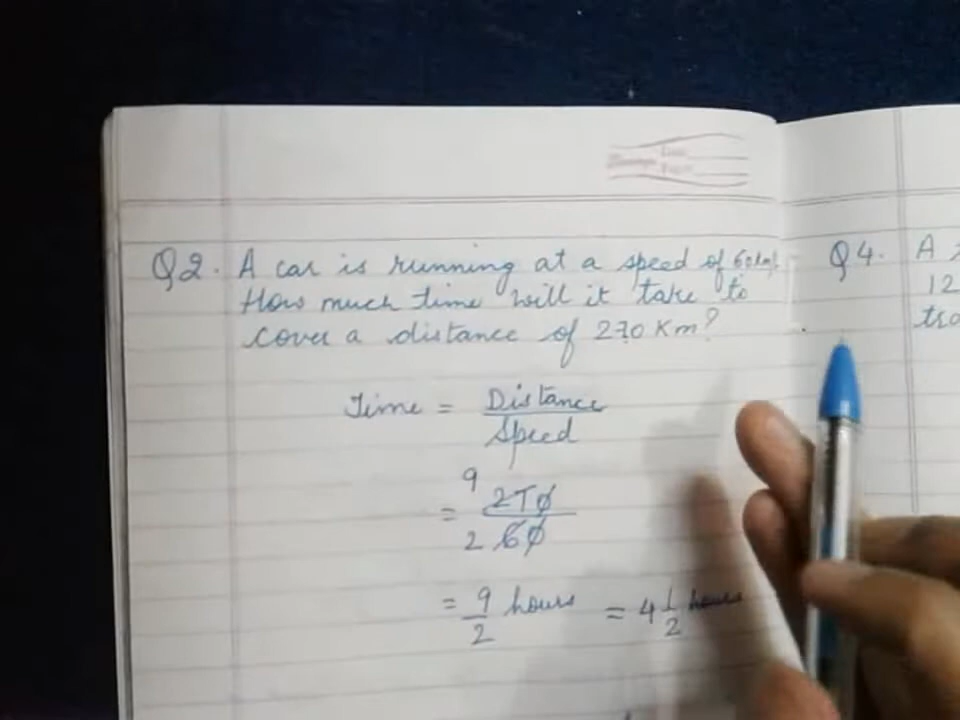 Q2. A car is running at a speed of 60km/
How much time will it take to
cover a distance of 270 Km?
Time = Distance
Speed
9 270
= 2 60
= 9 hours = 4 1 hours
2 2
Q4. A
12
tra